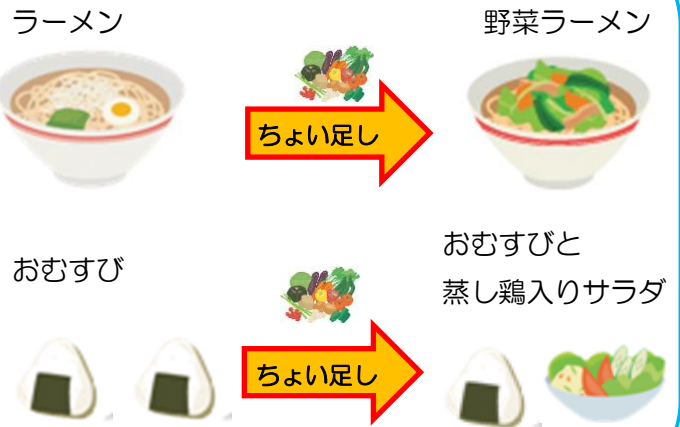 ラーメン
ちょい足し
野菜ラーメン
おむすび
ちょい足し
おむすびと
蒸し鶏入りサラダ